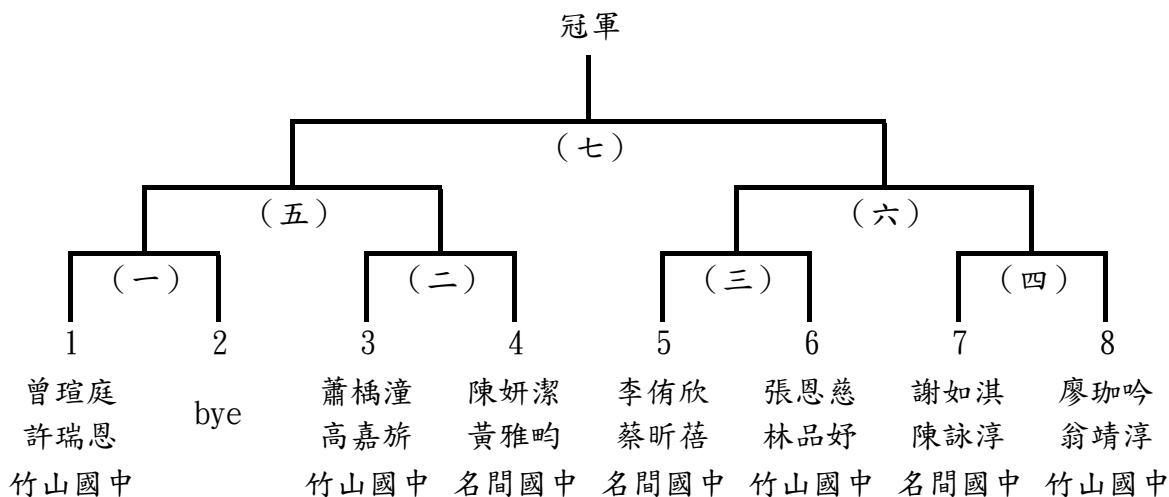 冠軍
（七）
（五） （六）
（一） （二） （三） （四）
1 2 3 4 5 6 7 8
曾瑄庭 bye 蕭楀潼 陳妍潔 李侑欣 張恩慈 謝如淇 廖珈吟
許瑞恩 高嘉旂 黃雅畇 蔡昕蓓 林品妤 陳詠淳 翁靖淳
竹山國中 竹山國中 名間國中 名間國中 竹山國中 名間國中 竹山國中